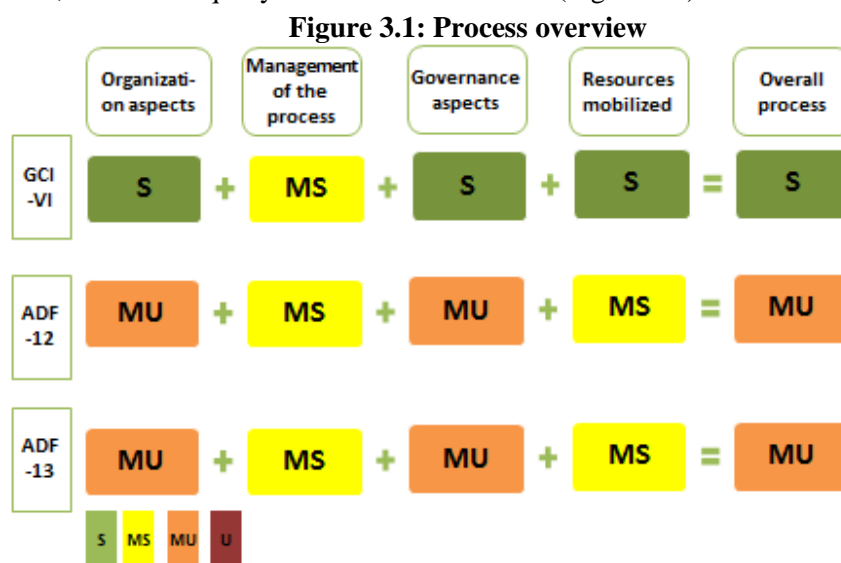 Figure 3.1: Process overview
Organizati-
on aspects
Management
of the
process
Governance
aspects
Resources
mobilized
Overall
process
GCI
-VI
S + MS + S + S = S
ADF
-12
MU + MS + MU + MS = MU
ADF
-13
MU + MS + MU + MS = MU
S MS MU U